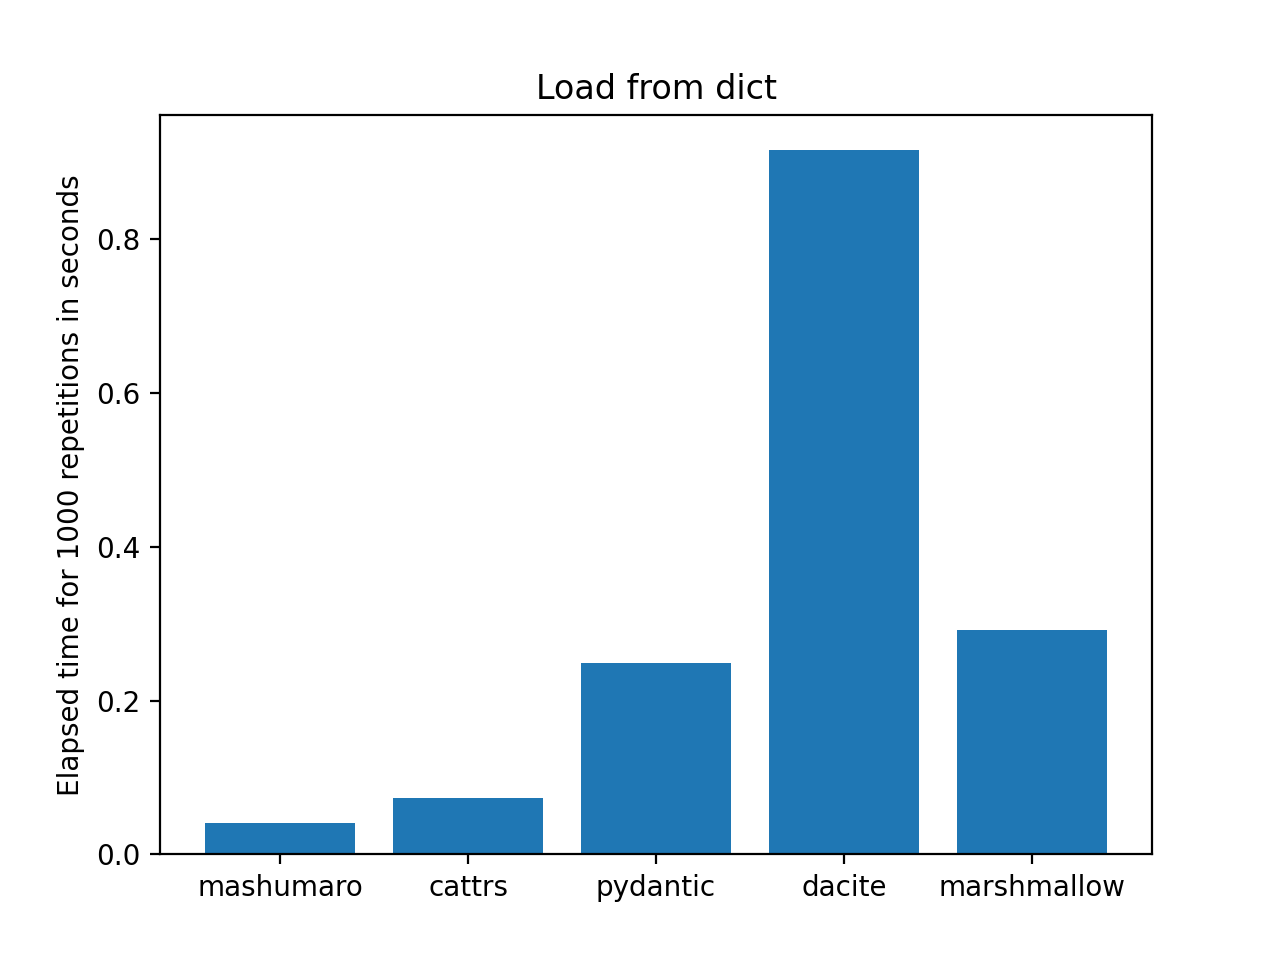 Load from dict
Elapsed time for 1000 repetitions in seconds
0.8
0.6
0.4
0.2
0.0
mashumaro
cattrs
pydantic
dacite
marshmallow